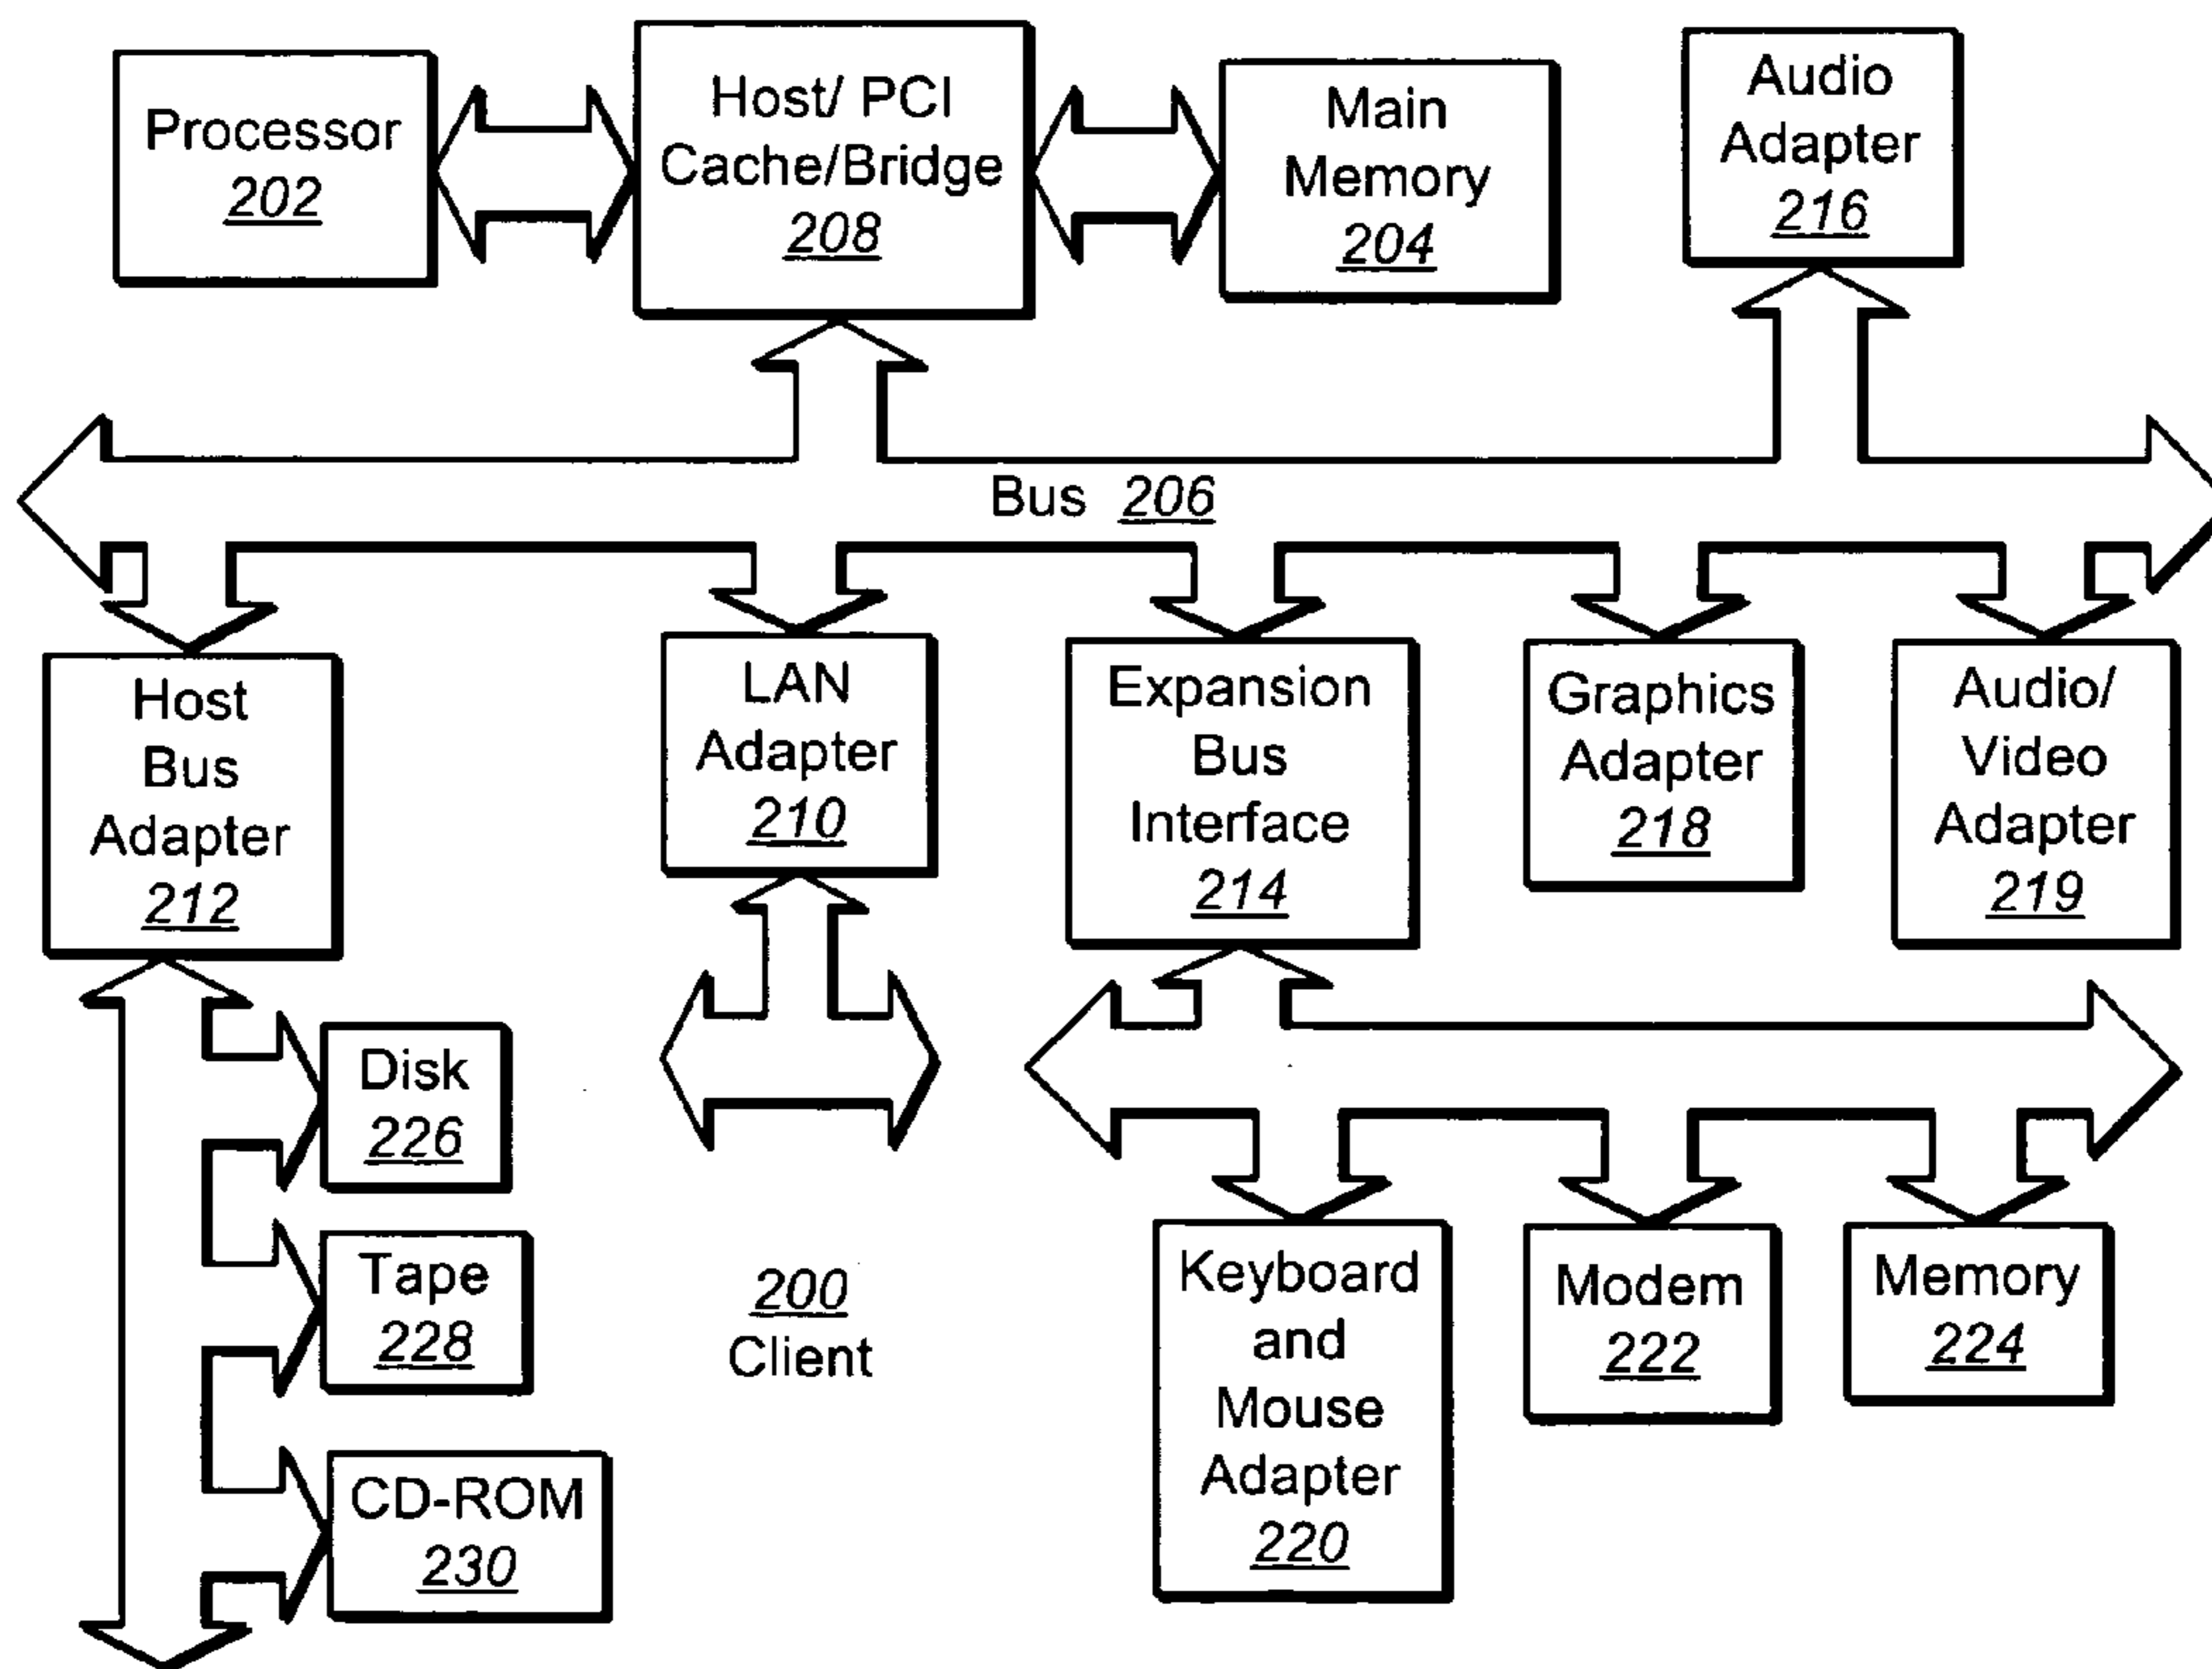 Processor
202
Host/ PCI
Cache/Bridge
208
Main
Memory
204
Audio
Adapter
216
Bus 206
Host
Bus
Adapter
212
LAN
Adapter
210
Expansion
Bus
Interface
214
Graphics
Adapter
218
Audio/
Video
Adapter
219
Disk
226
Tape
228
CD-ROM
230
200
Client
Keyboard
and
Mouse
Adapter
220
Modem
222
Memory
224